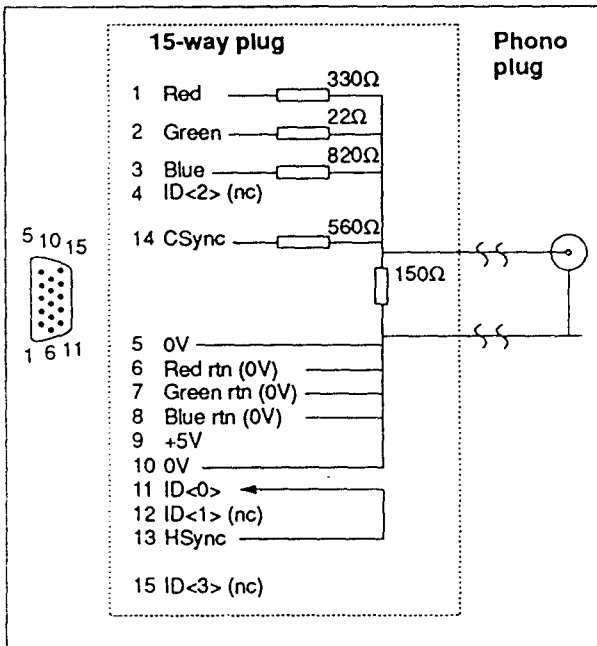 15-way plug
Phono
plug
330Ω
1 Red
22Ω
2 Green
820Ω
3 Blue
4 ID<2> (nc)
560Ω
14 CSync
5 10 15
150Ω
1 6 11
5 0V
6 Red rtn (0V)
7 Green rtn (0V)
8 Blue rtn (0V)
9 +5V
10 0V
11 ID<0>
12 ID<1> (nc)
13 HSync
15 ID<3> (nc)